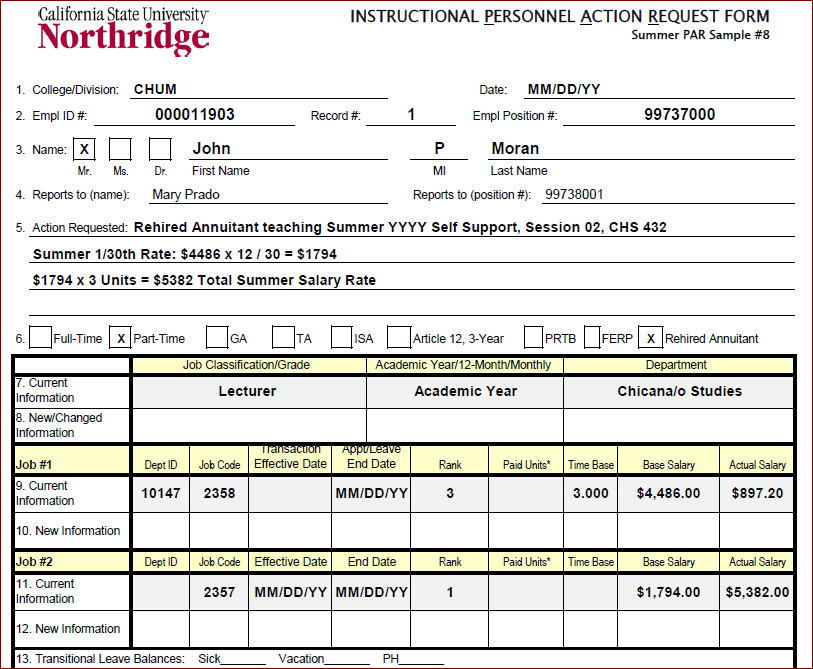 California State University
Northridge
INSTRUCTIONAL PERSONNEL ACTION REQUEST FORM
Summer PAR Sample #8
1. College/Division: CHUM Date: MM/DD/YY
2. Empl ID #: 000011903 Record #: 1 Empl Position #: 99737000
3. Name: X John P Moran
Mr. Ms. Dr. First Name MI Last Name
4. Reports to (name): Mary Prado Reports to (position #): 99738001
5. Action Requested: Rehired Annuitant teaching Summer YYYY Self Support, Session 02, CHS 432
Summer 1/30th Rate: $4486 x 12 / 30 = $1794
$1794 x 3 Units = $5382 Total Summer Salary Rate
6. Full-Time X Part-Time GA TA ISA Article 12, 3-Year PRTB FERP X Rehired Annuitant
Job Classification/Grade Academic Year/12-Month/Monthly Department
7. Current Information Lecturer Academic Year Chicana/o Studies
8. New/Changed Information
Job #1 Dept ID Job Code Transaction Effective Date Appt/Leave End Date Rank Paid Units* Time Base Base Salary Actual Salary
9. Current Information 10147 2358 MM/DD/YY 3 3.000 $4,486.00 $897.20
10. New Information
Job #2 Dept ID Job Code Effective Date End Date Rank Paid Units* Time Base Base Salary Actual Salary
11. Current Information 2357 MM/DD/YY MM/DD/YY 1 $1,794.00 $5,382.00
12. New Information
13. Transitional Leave Balances: Sick_______ Vacation_______ PH_______